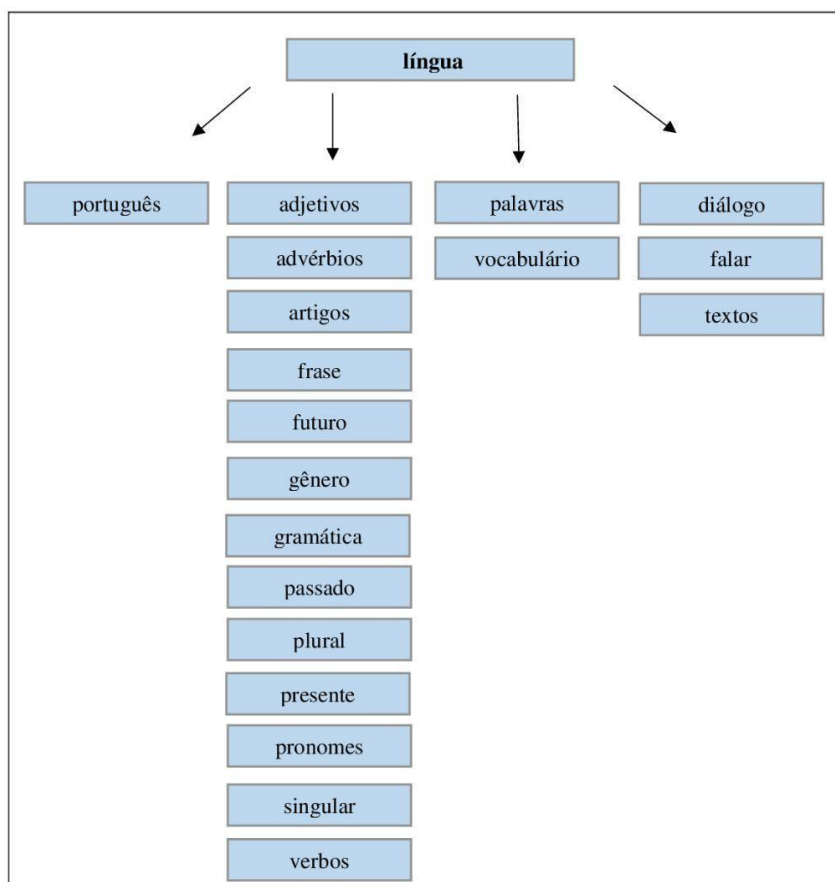 língua
português
adjetivos
advérbios
artigos
frase
futuro
gênero
gramática
passado
plural
presente
pronomes
singular
verbos
palavras
vocabulário
diálogo
falar
textos